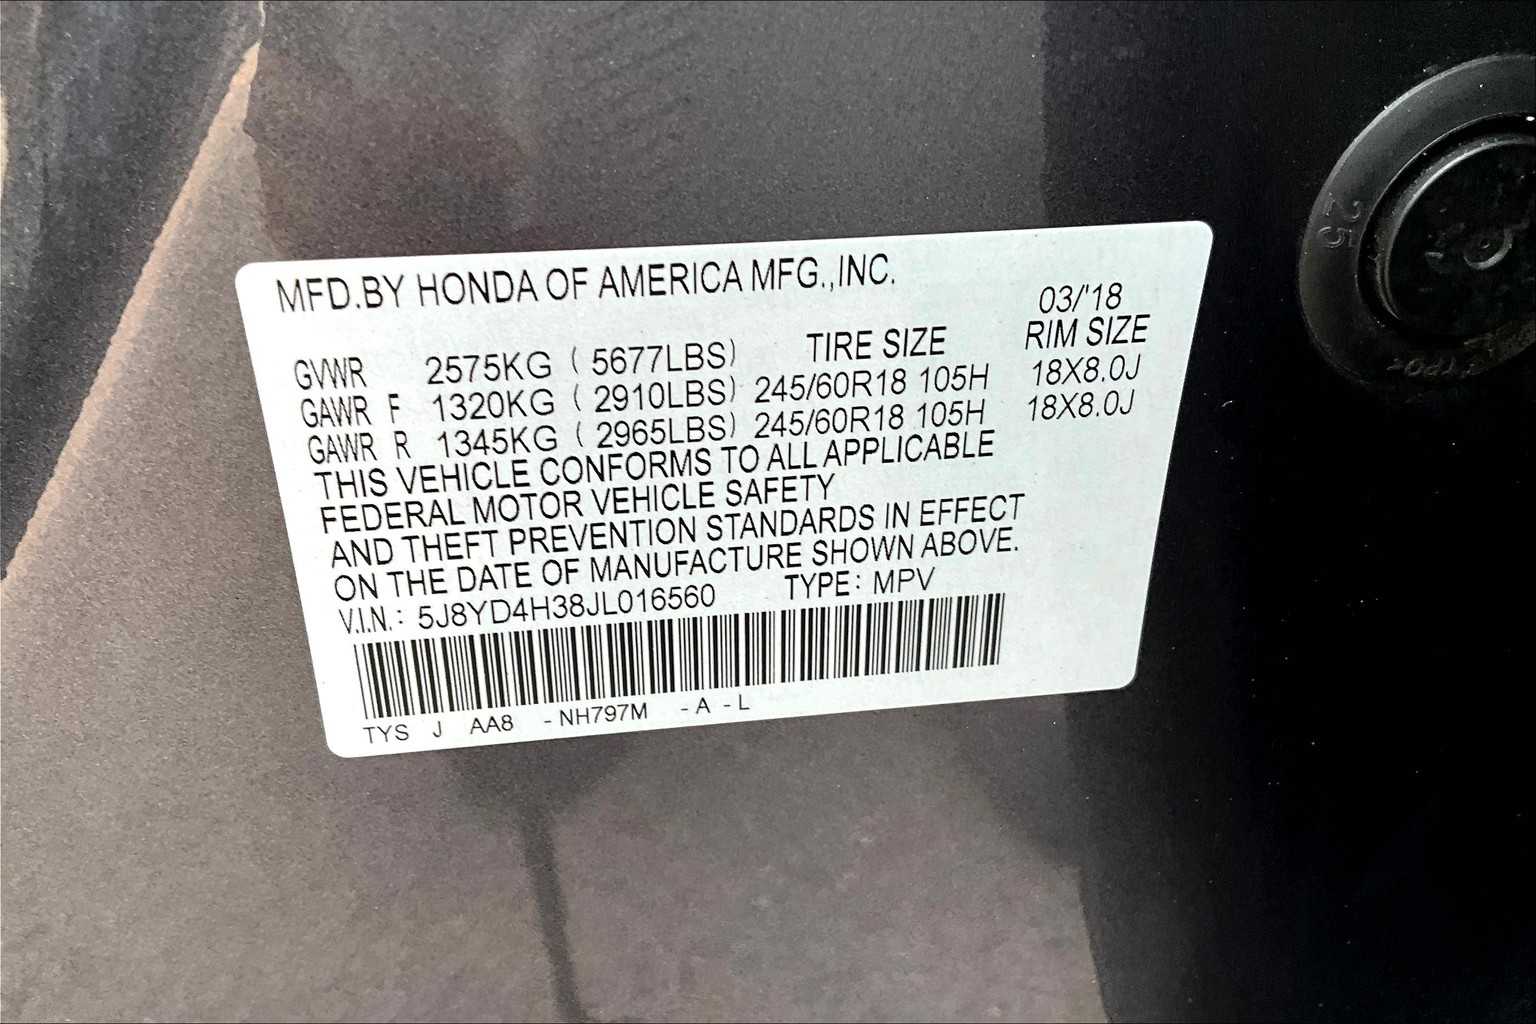 MFD.BY HONDA OF AMERICA MFG.,INC.
03/'18
TIRE SIZE RIM SIZE
GVWR 2575KG ( 5677LBS)
GAWR F 1320KG ( 2910LBS) 245/60R18 105H 18X8.0J
GAWR R 1345KG ( 2965LBS) 245/60R18 105H 18X8.0J
THIS VEHICLE CONFORMS TO ALL APPLICABLE
FEDERAL MOTOR VEHICLE SAFETY
AND THEFT PREVENTION STANDARDS IN EFFECT
ON THE DATE OF MANUFACTURE SHOWN ABOVE.
V.I.N.: 5J8YD4H38JL016560 TYPE: MPV
TYS J AA8 -NH797M -A -L
25